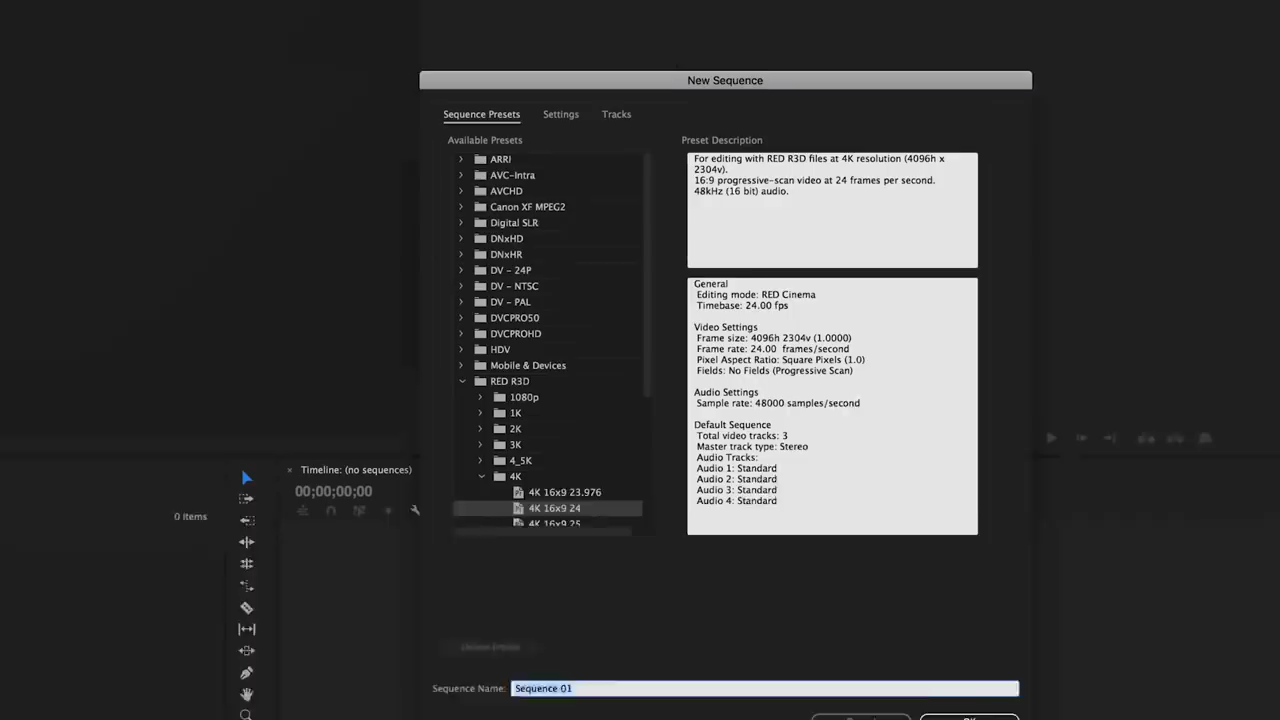 New Sequence
Sequence Presets
Settings
Tracks
Available Presets
Preset Description
ARRI
AVC-Intra
AVCHD
Canon XF MPEG2
Digital SLR
DNxHD
DNxHR
DV - 24P
DV - NTSC
DV - PAL
DVCPRO50
DVCPROHD
HDV
Mobile & Devices
RED R3D
1080p
1K
2K
3K
4_5K
4K
4K 16x9 23.976
4K 16x9 24
4K 16x9 25
For editing with RED R3D files at 4K resolution (4096h x
2304v).
16:9 progressive-scan video at 24 frames per second.
48kHz (16 bit) audio.
General
Editing mode: RED Cinema
Timebase: 24.00 fps
Video Settings
Frame size: 4096h 2304v (1.0000)
Frame rate: 24.00 frames/second
Pixel Aspect Ratio: Square Pixels (1.0)
Fields: No Fields (Progressive Scan)
Audio Settings
Sample rate: 48000 samples/second
Default Sequence
Total video tracks: 3
Master track type: Stereo
Audio Tracks:
Audio 1: Standard
Audio 2: Standard
Audio 3: Standard
Audio 4: Standard
× Timeline: (no sequences)
00;00;00;00
0 Items
Sequence Name: Sequence 01